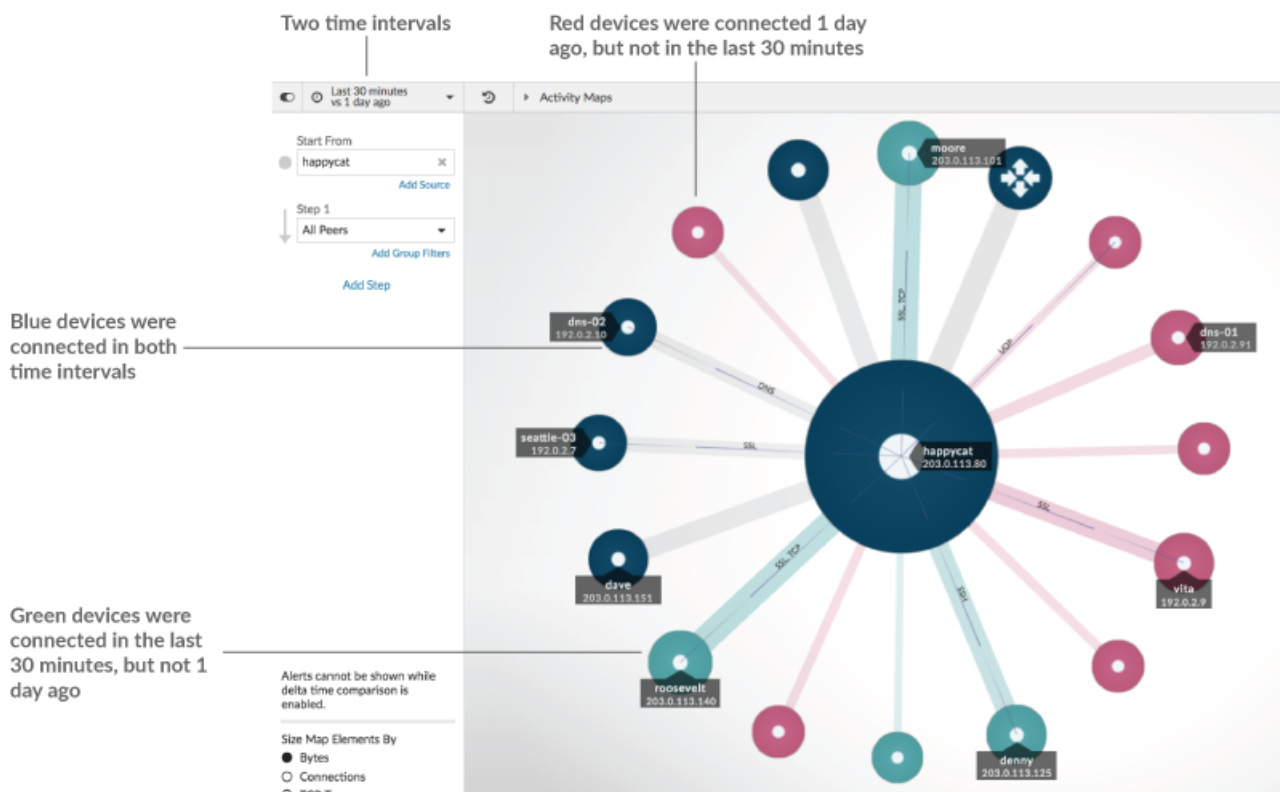 Two time intervals
Red devices were connected 1 day
ago, but not in the last 30 minutes
Last 30 minutes
vs 1 day ago
Activity Maps
Start From
happycat
Add Source
Step 1
All Peers
Add Group Filters
Add Step
Blue devices were
connected in both
time intervals
Green devices were
connected in the last
30 minutes, but not 1
day ago
Alerts cannot be shown while
delta time comparison is
enabled.
Size Map Elements By
Bytes
Connections
moore
203.0.113.101
SSL, TCP
UDP
dns-01
192.0.2.91
dns-02
192.0.2.10
DNS
seattle-03
192.0.2.7
SSL
happycat
203.0.113.80
SSL
dave
203.0.113.151
SSL, TCP
SSH
vita
192.0.2.9
roosevelt
203.0.113.140
denny
203.0.113.125